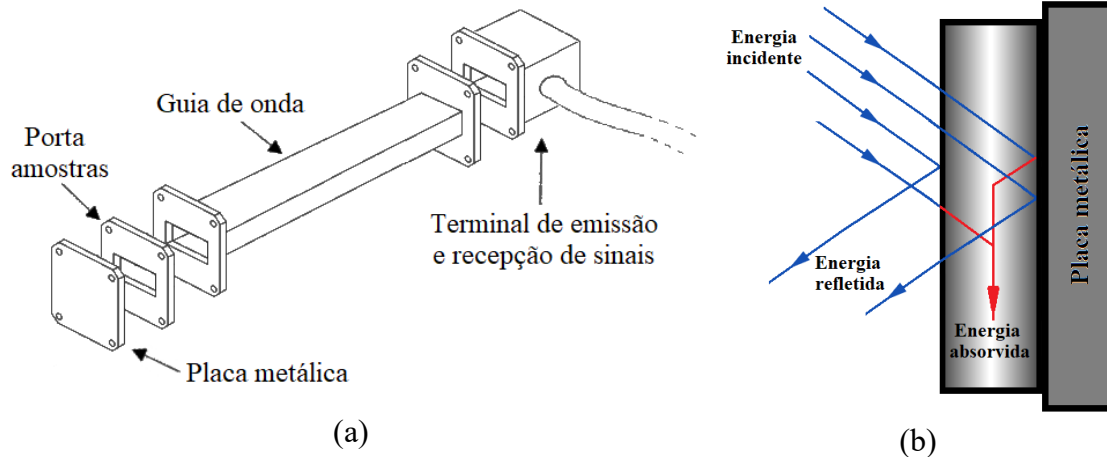 Guia de onda
Porta
amostras
Terminal de emissão
e recepção de sinais
Placa metálica
(a)
Energia
incidente
Energia
refletida
Energia
absorvida
Placa metálica
(b)